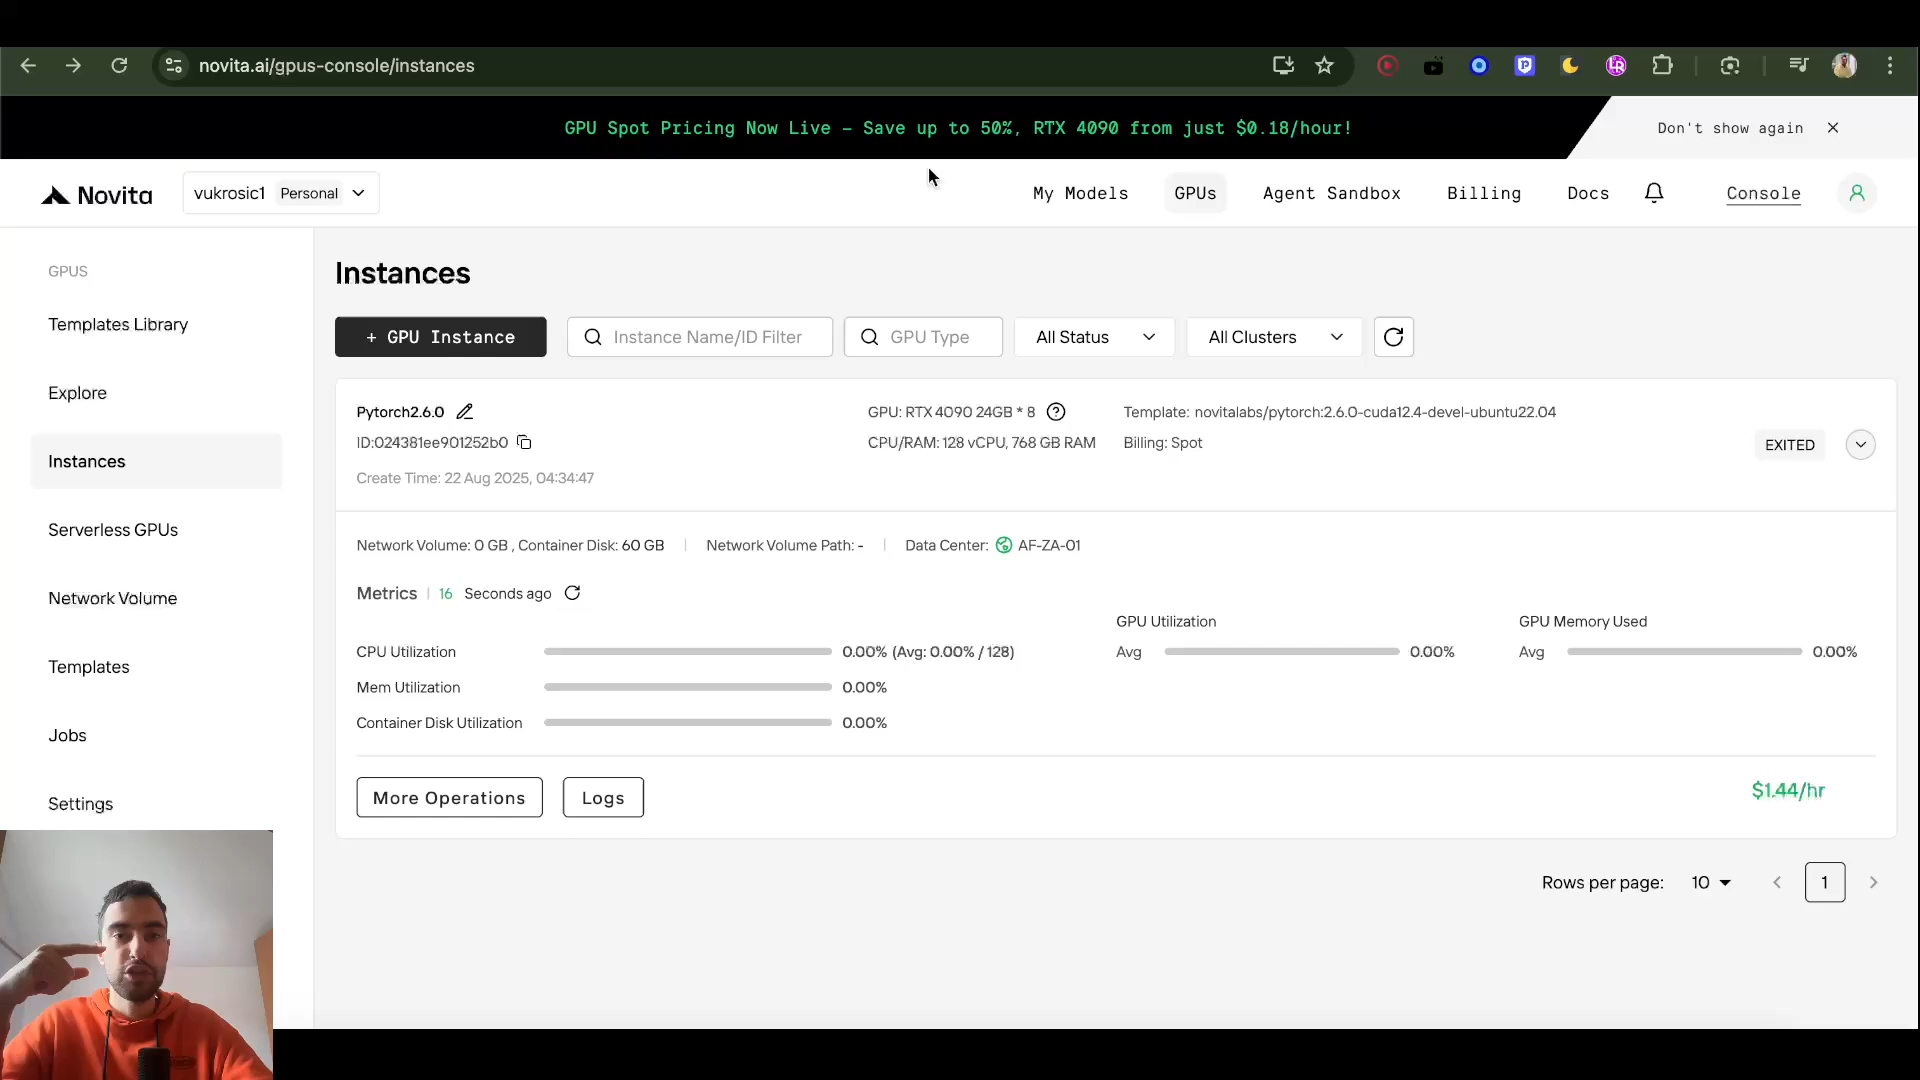 novita.ai/gpus-console/instances
GPU Spot Pricing Now Live – Save up to 50%, RTX 4090 from just $0.18/hour!
Don't show again
Novita
vukrosic1 Personal
My Models
GPUs
Agent Sandbox
Billing
Docs
Console
GPUS
Templates Library
Explore
Instances
Serverless GPUs
Network Volume
Templates
Jobs
Settings
Instances
+ GPU Instance
Instance Name/ID Filter
GPU Type
All Status
All Clusters
Pytorch2.6.0
ID:024381ee901252b0
Create Time: 22 Aug 2025, 04:34:47
GPU: RTX 4090 24GB * 8
CPU/RAM: 128 vCPU, 768 GB RAM
Template: novitalabs/pytorch:2.6.0-cuda12.4-devel-ubuntu22.04
Billing: Spot
EXITED
Network Volume: 0 GB , Container Disk: 60 GB
Network Volume Path: -
Data Center: AF-ZA-01
Metrics 16 Seconds ago
CPU Utilization 0.00% (Avg: 0.00% / 128)
Mem Utilization 0.00%
Container Disk Utilization 0.00%
GPU Utilization
Avg 0.00%
GPU Memory Used
Avg 0.00%
More Operations
Logs
$1.44/hr
Rows per page: 10
1